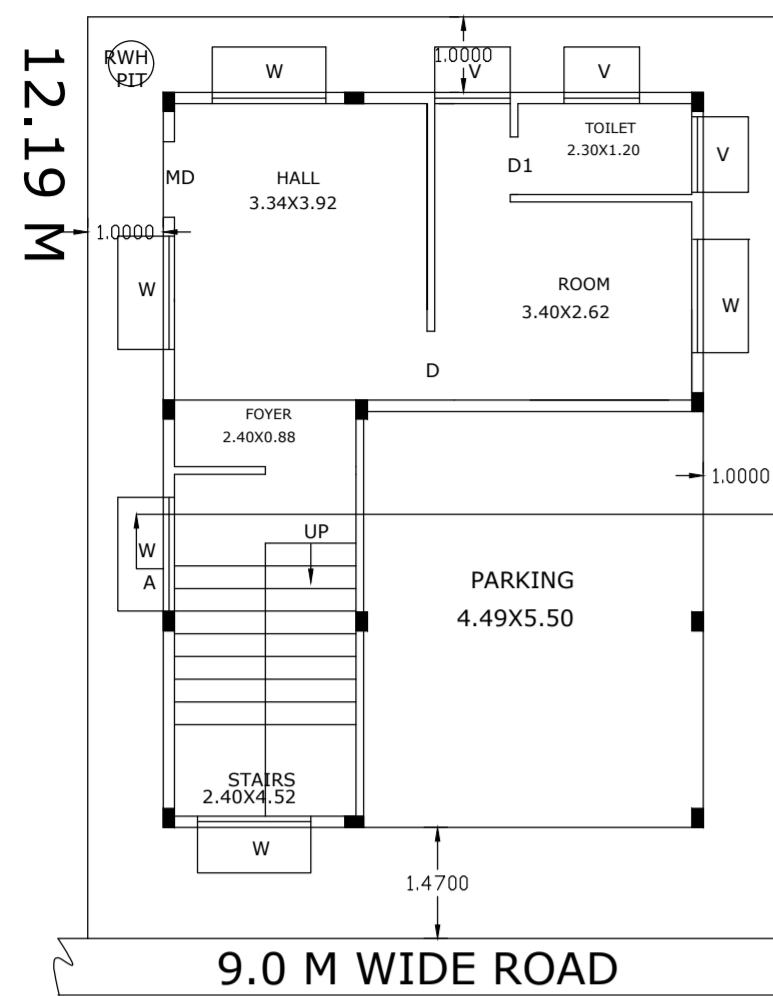 12.19 M
RWH
PIT
W
1.0000
V
V
TOILET
2.30X1.20
V
D1
MD
HALL
3.34X3.92
1.0000
W
ROOM
3.40X2.62
W
D
FOYER
2.40X0.88
1.0000
UP
W
A
PARKING
4.49X5.50
STAIRS
2.40X4.52
W
1.4700
9.0 M WIDE ROAD